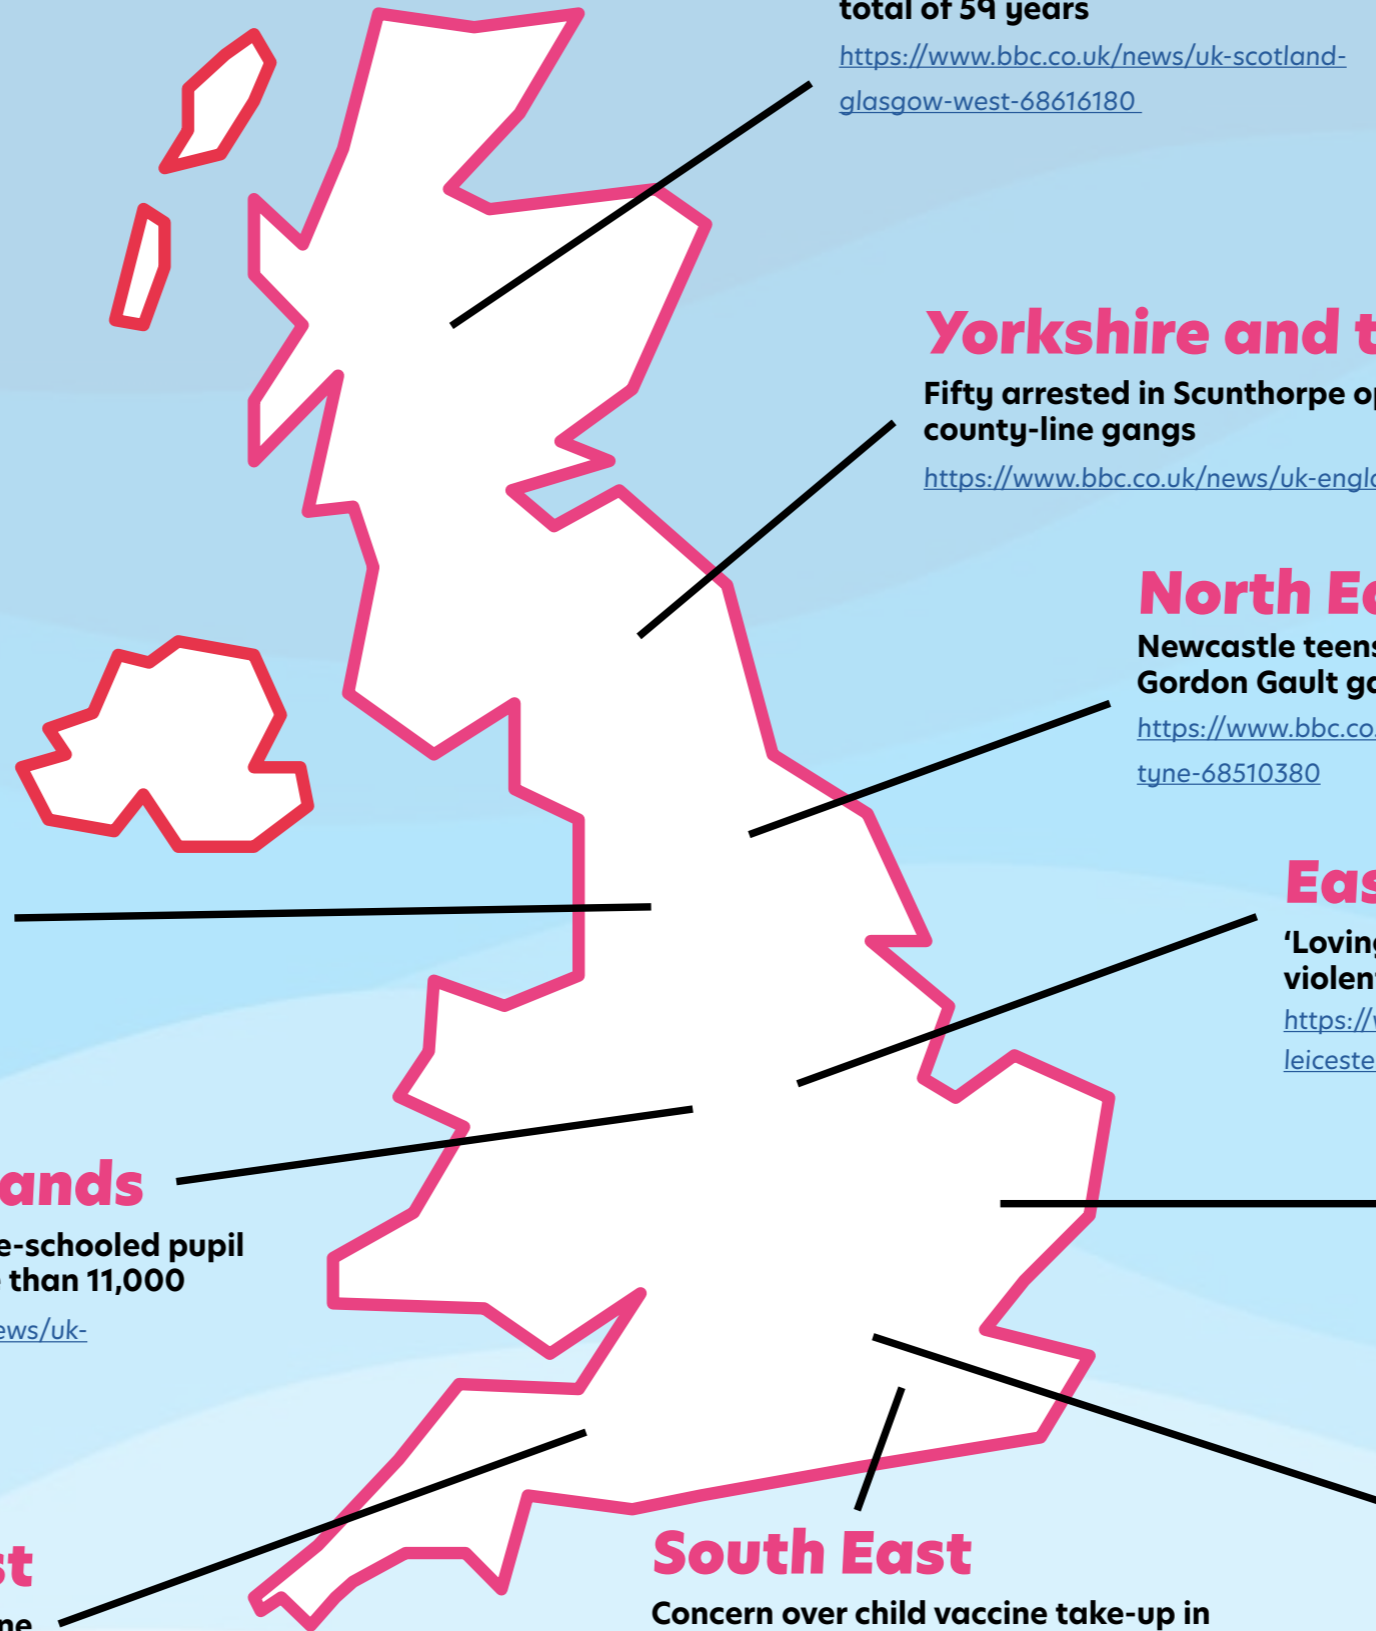 total of 59 years
https://www.bbc.co.uk/news/uk-scotland-
glasgow-west-68616180
Yorkshire and t
Fifty arrested in Scunthorpe op
county-line gangs
https://www.bbc.co.uk/news/uk-engla
North Ea
Newcastle teens
Gordon Gault ga
https://www.bbc.co.
tyne-68510380
Eas
‘Loving
violent
https://w
leiceste
ands
e-schooled pupil
than 11,000
ews/uk-
st
ne
South East
Concern over child vaccine take-up in